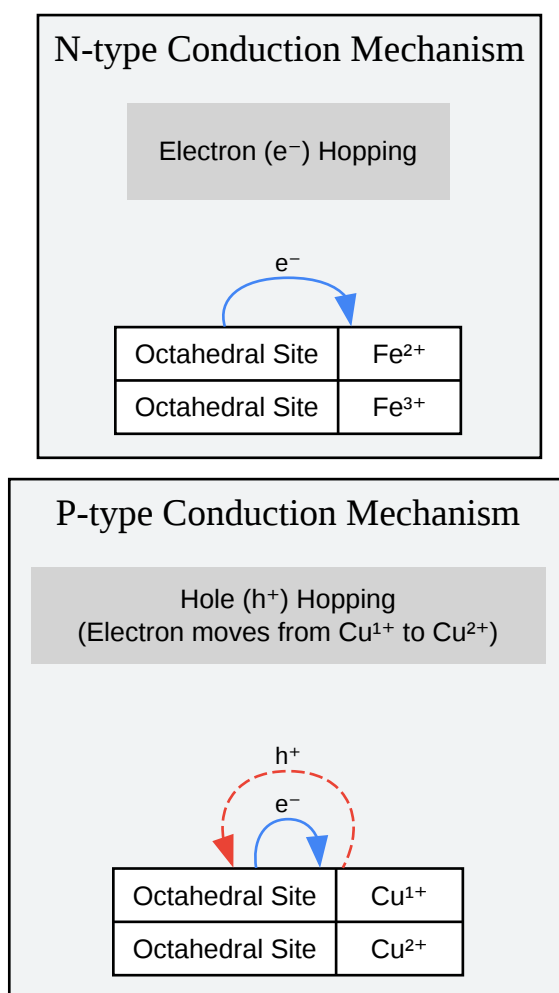 N-type Conduction Mechanism
Electron (e⁻) Hopping
e⁻
Octahedral Site Fe²⁺
Octahedral Site Fe³⁺
P-type Conduction Mechanism
Hole (h⁺) Hopping
(Electron moves from Cu¹⁺ to Cu²⁺)
h⁺
e⁻
Octahedral Site Cu¹⁺
Octahedral Site Cu²⁺